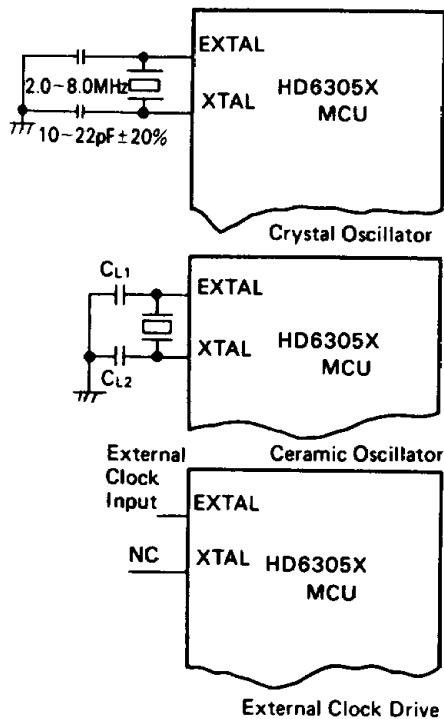 EXTAL
2.0~8.0MHz
HD6305X
XTAL
MCU
10~22pF±20%
Crystal Oscillator
CL1
EXTAL
HD6305X
XTAL
MCU
CL2
Ceramic Oscillator
External
Clock
Input
EXTAL
NC
XTAL
HD6305X
MCU
External Clock Drive